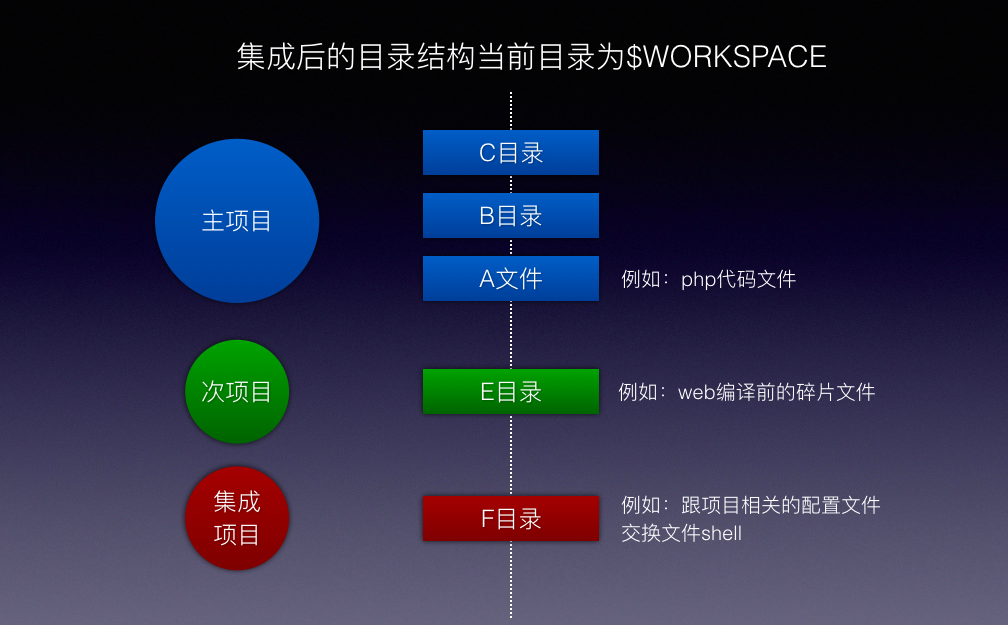 集成后的目录结构当前目录为$WORKSPACE
主项目
C目录
B目录
A文件
例如：php代码文件
次项目
E目录
例如：web编译前的碎片文件
集成
项目
F目录
例如：跟项目相关的配置文件
交换文件shell